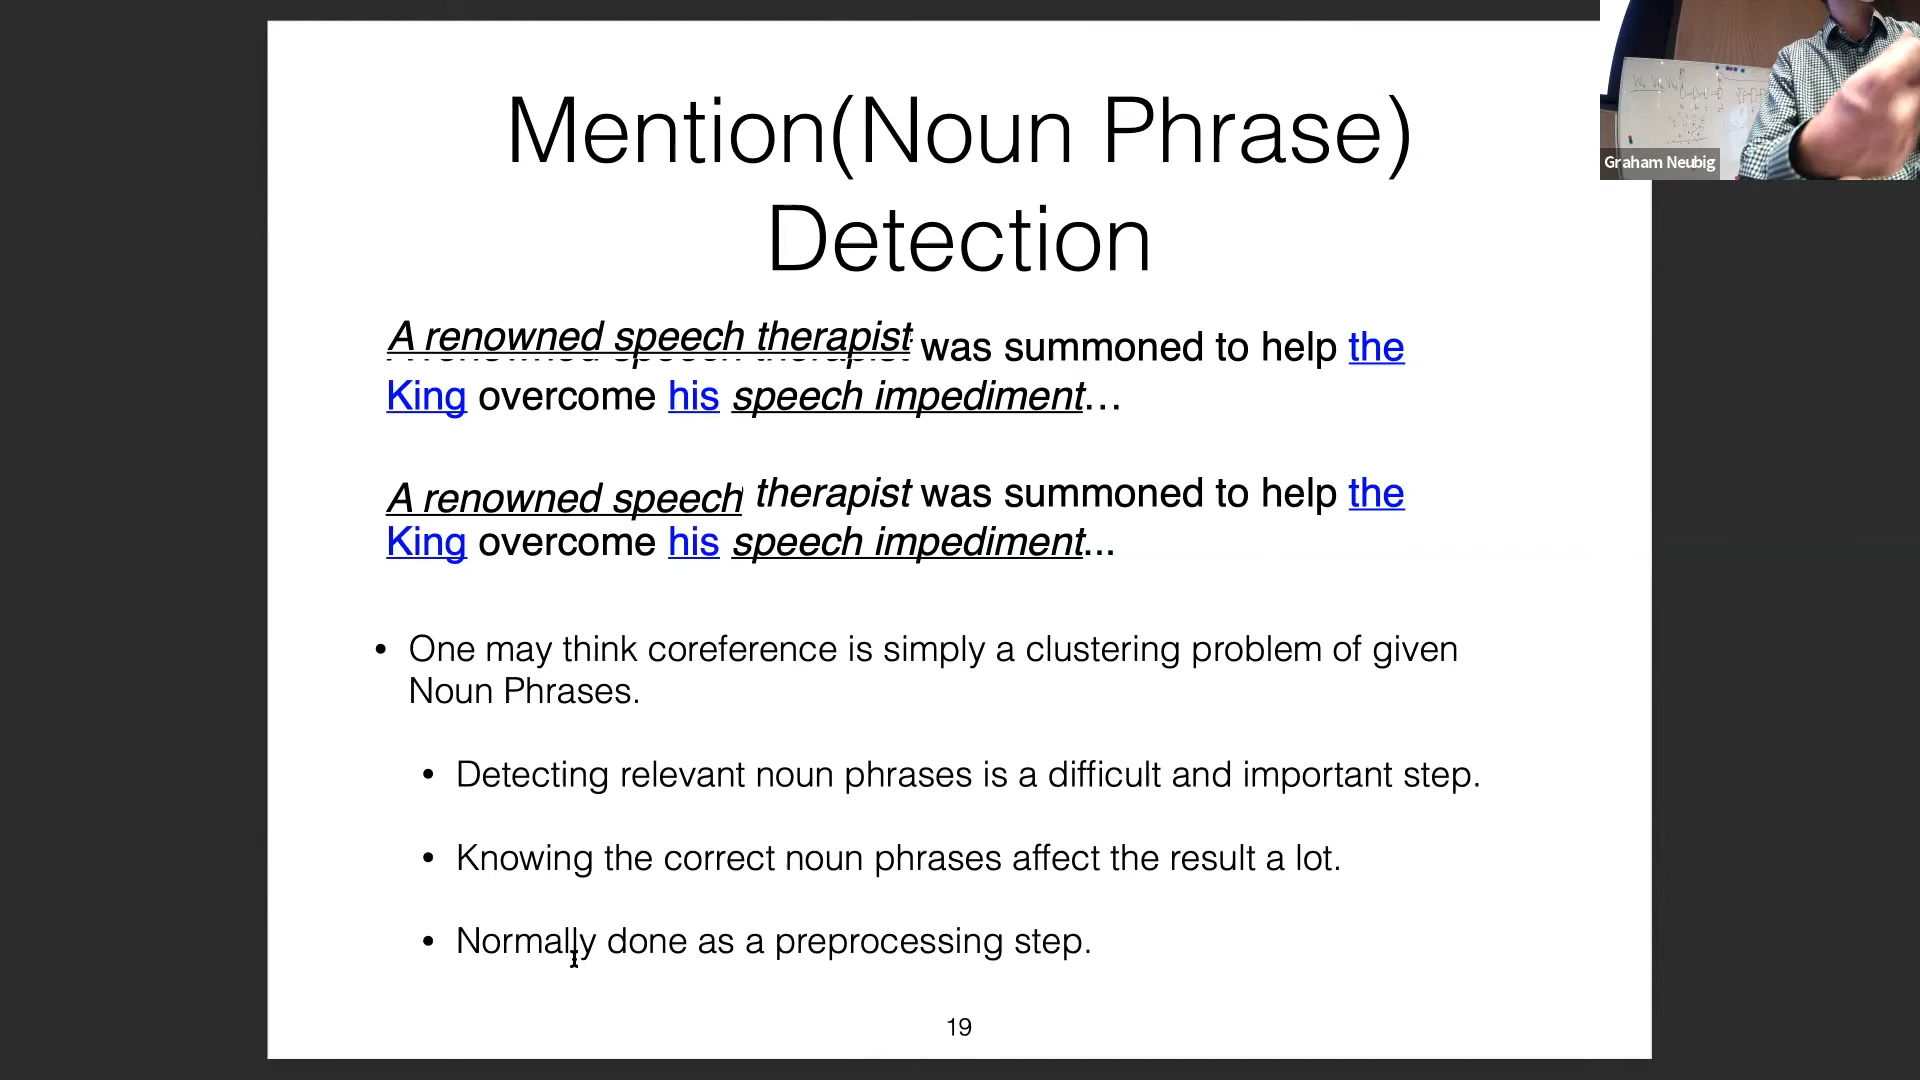 Mention(Noun Phrase)
Detection
A renowned speech therapist was summoned to help the
King overcome his speech impediment…
A renowned speech therapist was summoned to help the
King overcome his speech impediment...
• One may think coreference is simply a clustering problem of given
Noun Phrases.
• Detecting relevant noun phrases is a difficult and important step.
• Knowing the correct noun phrases affect the result a lot.
• Normally done as a preprocessing step.
19
Graham Neubig